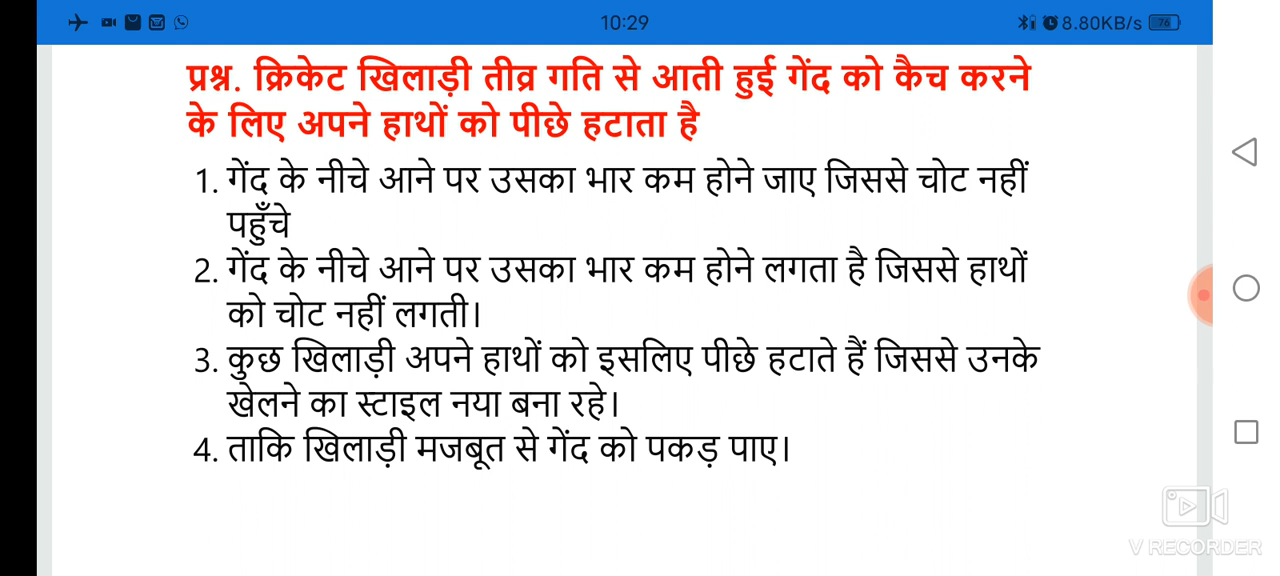 10:29
8.80KB/s
76
प्रश्न. क्रिकेट खिलाड़ी तीव्र गति से आती हुई गेंद को कैच करने
के लिए अपने हाथों को पीछे हटाता है
1. गेंद के नीचे आने पर उसका भार कम होने जाए जिससे चोट नहीं
पहुँचे
2. गेंद के नीचे आने पर उसका भार कम होने लगता है जिससे हाथों
को चोट नहीं लगती।
3. कुछ खिलाड़ी अपने हाथों को इसलिए पीछे हटाते हैं जिससे उनके
खेलने का स्टाइल नया बना रहे।
4. ताकि खिलाड़ी मजबूत से गेंद को पकड़ पाए।
V RECORDER